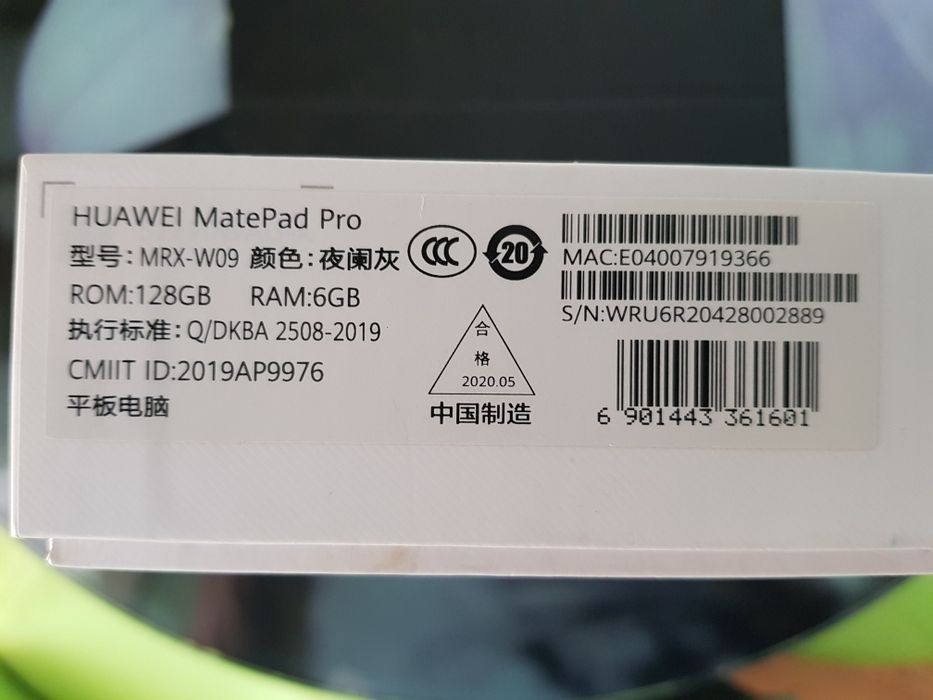 HUAWEI MatePad Pro
型号: MRX-W09 颜色: 夜阑灰
ROM:128GB RAM:6GB
执行标准: Q/DKBA 2508-2019
CMIIT ID:2019AP9976
平板电脑
CCC
20
合
格
2020.05
中国制造
MAC:E04007919366
S/N:WRU6R20428002889
6 901443 361601